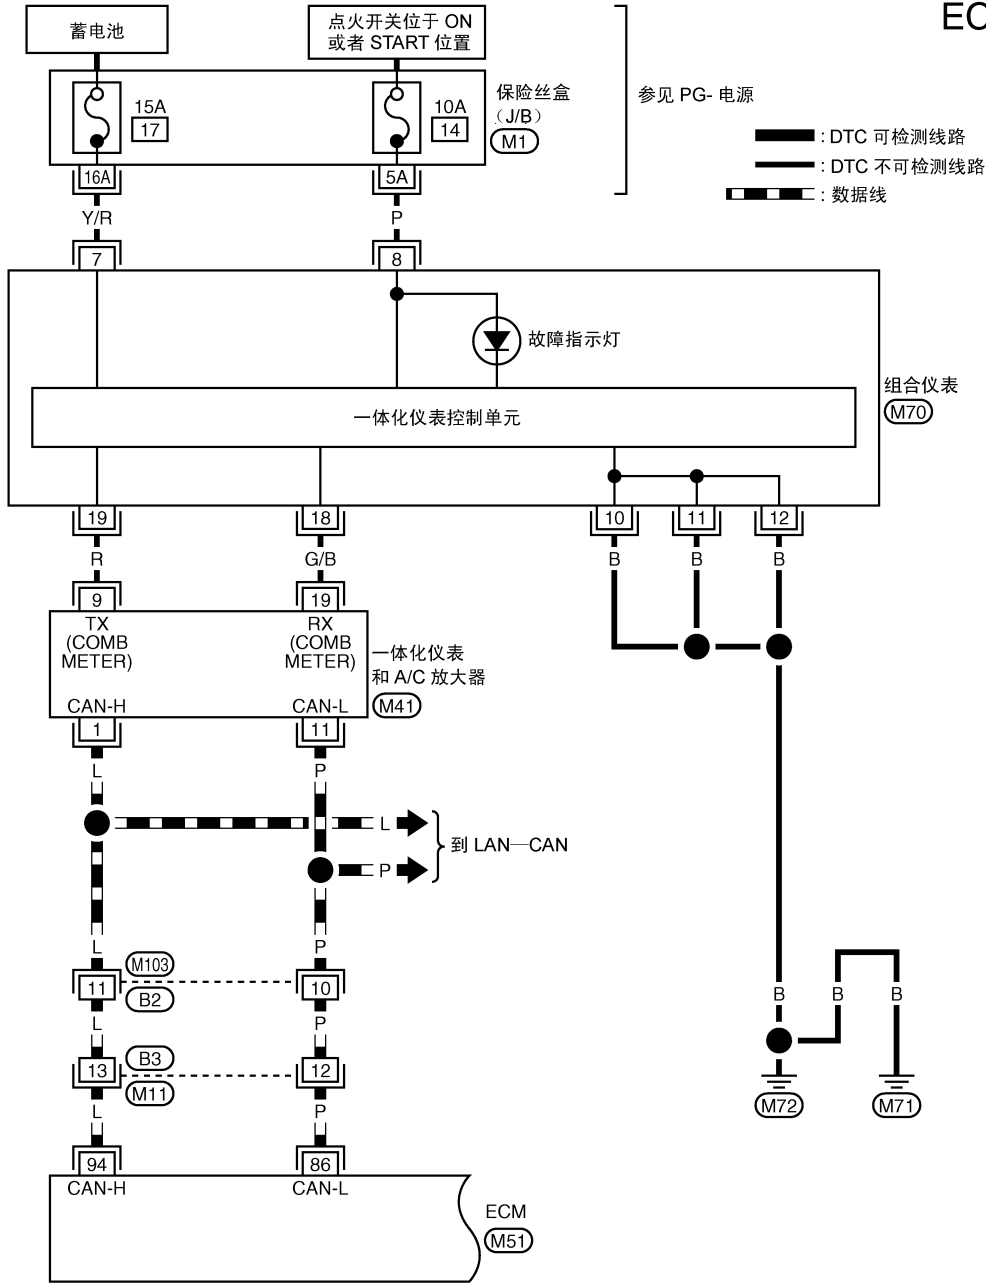 EC
蓄电池
点火开关位于 ON
或者 START 位置
15A
17
10A
14
保险丝盒
（J/B）
M1
参见 PG- 电源
: DTC 可检测线路
: DTC 不可检测线路
: 数据线
16A
5A
Y/R
P
7
8
故障指示灯
组合仪表
M70
一体化仪表控制单元
19
18
10
11
12
R
G/B
B
B
B
9
19
TX
(COMB
METER)
RX
(COMB
METER)
一体化仪表
和 A/C 放大器
M41
CAN-H
CAN-L
1
11
L
P
L
P
到 LAN—CAN
L
P
M103
11
10
B2
L
P
B3
13
12
M11
L
P
94
86
CAN-H
CAN-L
ECM
M51
B
B
B
M72
M71